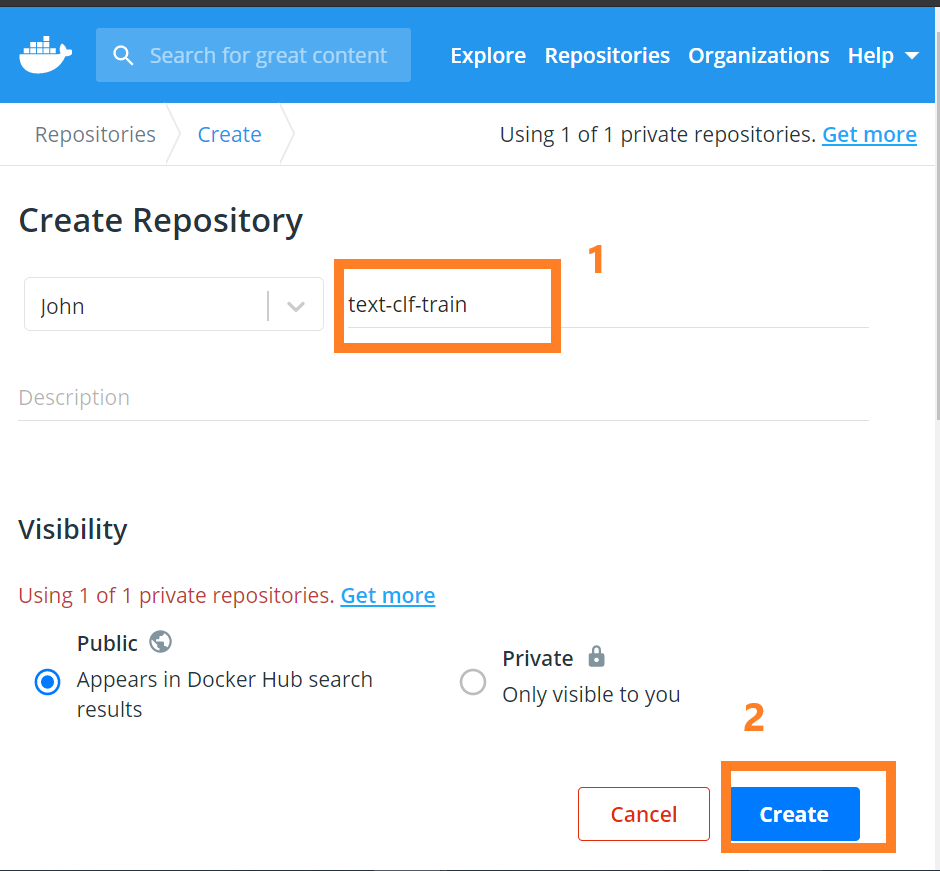 Search for great content Explore Repositories Organizations Help
Repositories Create Using 1 of 1 private repositories. Get more
Create Repository
1
John text-clf-train
Description
Visibility
Using 1 of 1 private repositories. Get more
Public
Appears in Docker Hub search
results
Private
Only visible to you
2
Cancel Create